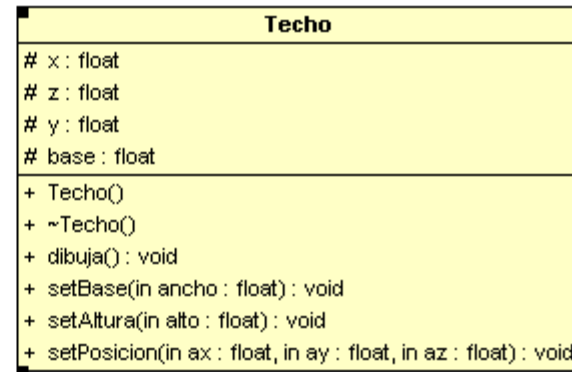 Techo
# x : float
# z : float
# y : float
# base : float
+ Techo()
+ ~Techo()
+ dibuja() : void
+ setBase(in ancho : float) : void
+ setAltura(in alto : float) : void
+ setPosicion(in ax : float, in ay : float, in az : float) : void